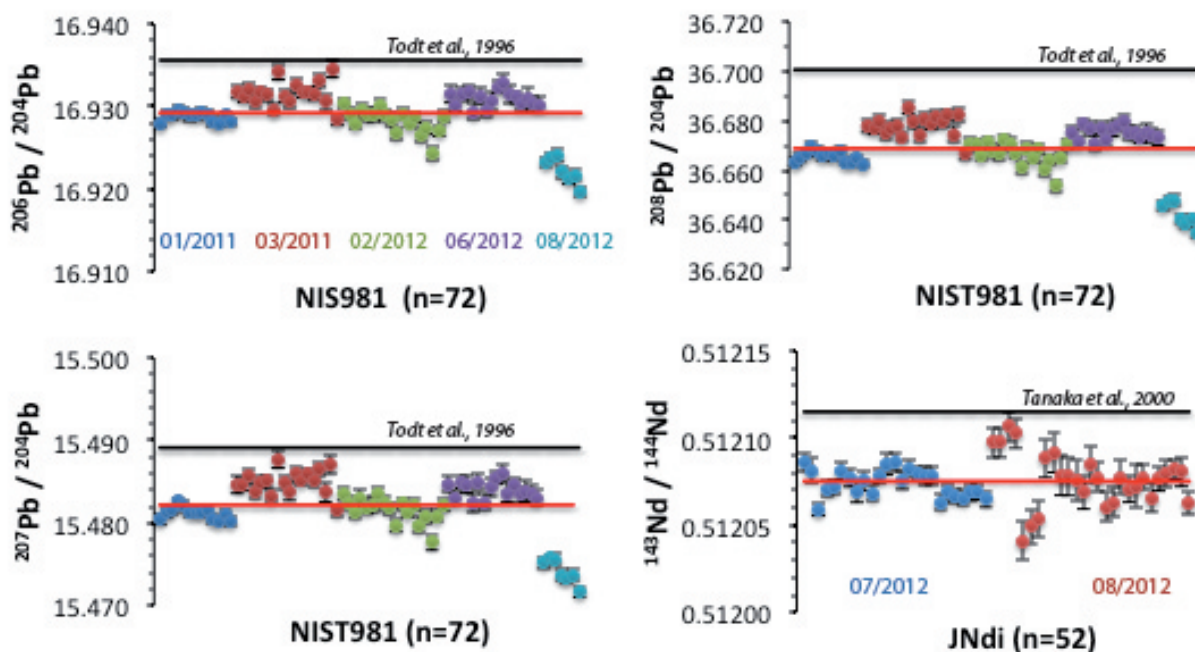 16.940
16.930
16.920
16.910
206Pb / 204Pb
Todt et al., 1996
01/2011 03/2011 02/2012 06/2012 08/2012
NIS981 (n=72)
36.720
36.700
36.680
36.660
36.640
36.620
208Pb / 204Pb
Todt et al., 1996
NIST981 (n=72)
15.500
15.490
15.480
15.470
207Pb / 204Pb
Todt et al., 1996
NIST981 (n=72)
0.51215
0.51210
0.51205
0.51200
143Nd / 144Nd
Tanaka et al., 2000
07/2012 08/2012
JNdi (n=52)